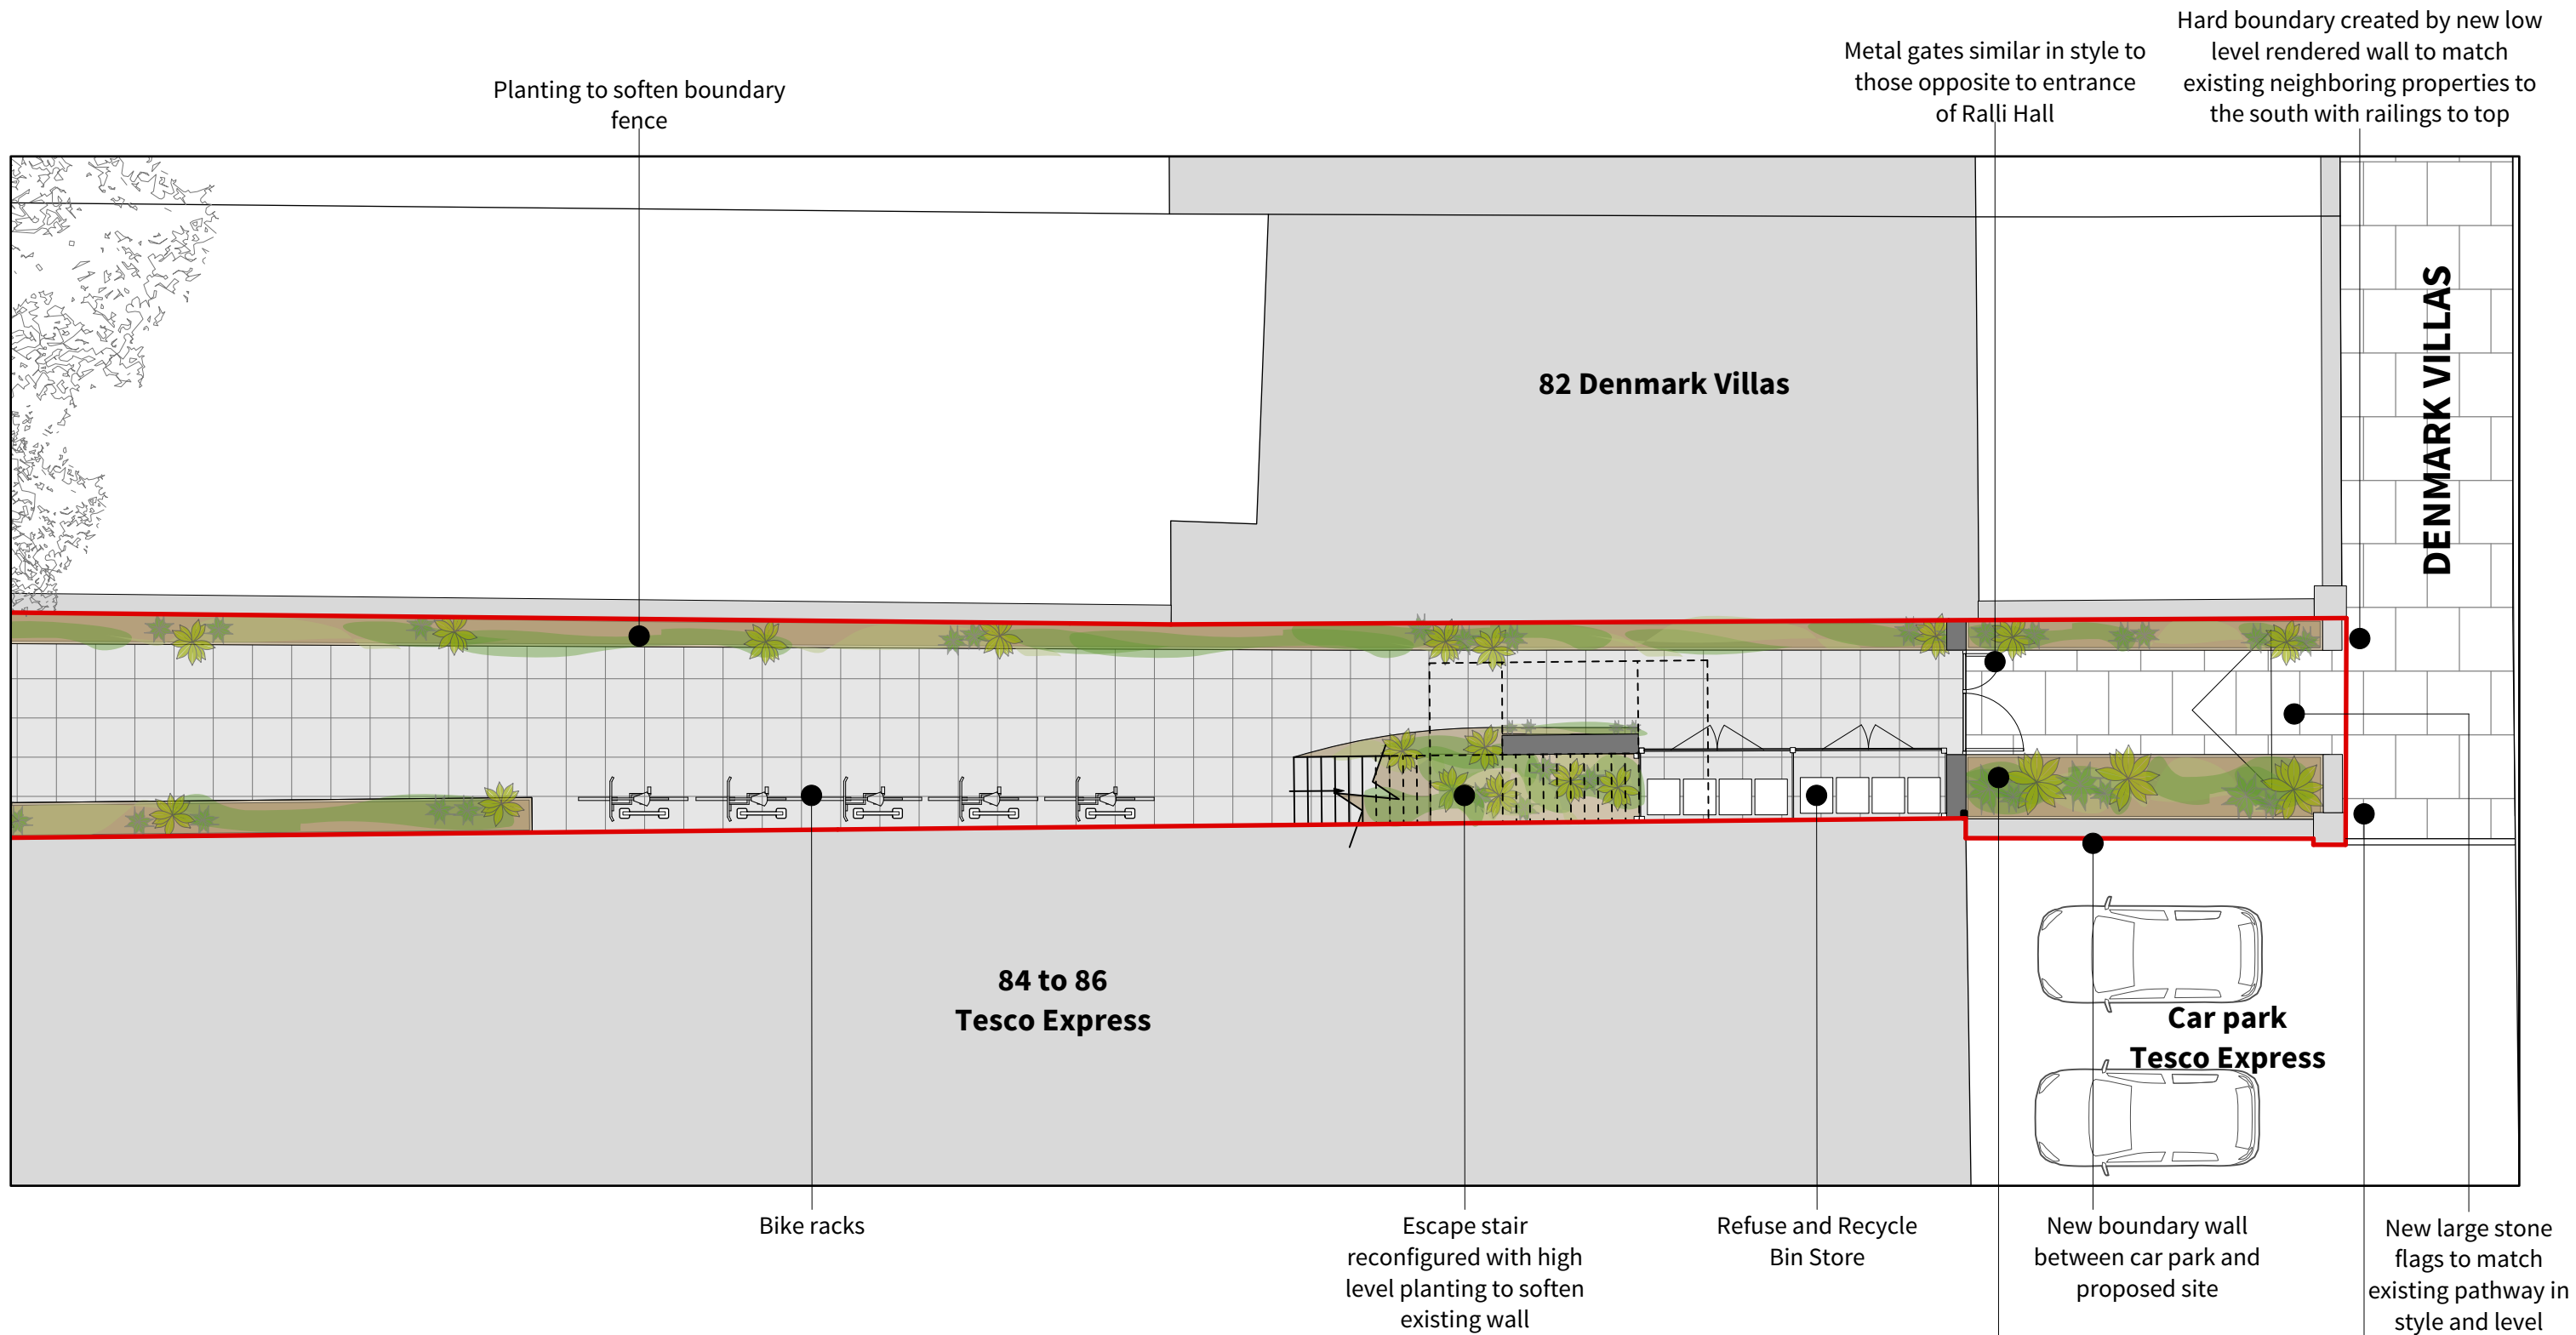 Hard boundary created by new low
level rendered wall to match
existing neighboring properties to
the south with railings to top
Metal gates similar in style to
those opposite to entrance
of Ralli Hall
Planting to soften boundary
fence
82 Denmark Villas
DENMARK VILLAS
84 to 86
Tesco Express
Car park
Tesco Express
Bike racks
Escape stair
reconfigured with high
level planting to soften
existing wall
Refuse and Recycle
Bin Store
New boundary wall
between car park and
proposed site
New large stone
flags to match
existing pathway in
style and level